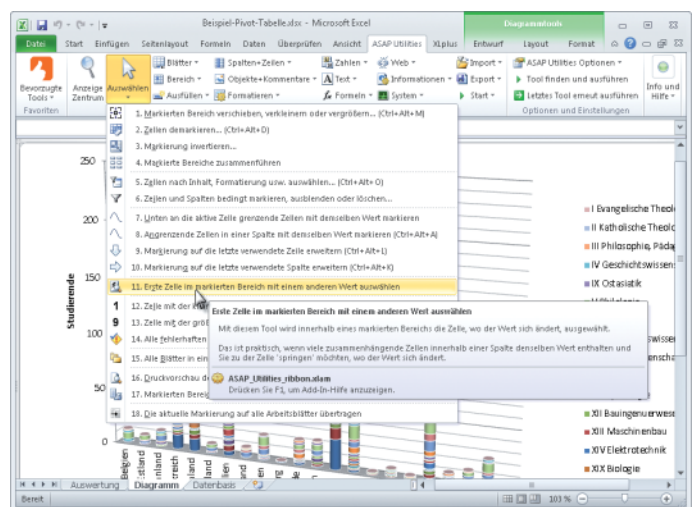 Beispiel-Pivot-Tabelle.xlsx - Microsoft Excel
Diagrammtools
Datei Start Einfügen Seitenlayout Formeln Daten Überprüfen Ansicht ASAP Utilities XLplus Entwurf Layout Format
Bevorzugte Tools
Favoriten
Anzeige Zentrum
Auswählen
Blätter Spalten+Zeilen Zahlen Web Import ASAP Utilities Optionen
Bereich Objekte+Kommentare Text Informationen Export Tool finden und ausführen
Ausfüllen Formatieren Formeln System Start Letztes Tool erneut ausführen
Info und Hilfe
Optionen und Einstellungen
1. Markierten Bereich verschieben, verkleinern oder vergrößern... (Ctrl+Alt+M)
2. Zellen demarkieren... (Ctrl+Alt+D)
3. Markierung invertieren...
4. Markierte Bereiche zusammenführen
5. Zellen nach Inhalt, Formatierung usw. auswählen... (Ctrl+Alt+O)
6. Zeilen und Spalten bedingt markieren, ausblenden oder löschen...
7. Unten an die aktive Zelle grenzende Zellen mit demselben Wert markieren
8. Angrenzende Zellen in einer Spalte mit demselben Wert markieren (Ctrl+Alt+A)
9. Markierung auf die letzte verwendete Zeile erweitern (Ctrl+Alt+L)
10. Markierung auf die letzte verwendete Spalte erweitern (Ctrl+Alt+K)
11. Erste Zelle im markierten Bereich mit einem anderen Wert auswählen
12. Zelle mit der
13. Zelle mit der größ
14. Alle fehlerhaften
15. Alle Blätter in ein
16. Druckvorschau d
17. Markierten Berei
18. Die aktuelle Markierung auf alle Arbeitsblätter übertragen
Erste Zelle im markierten Bereich mit einem anderen Wert auswählen
Mit diesem Tool wird innerhalb eines markierten Bereichs die Zelle, wo der Wert sich ändert, ausgewählt.
Das ist praktisch, wenn viele zusammenhängende Zellen innerhalb einer Spalte denselben Wert enthalten und
Sie zu der Zelle 'springen' möchten, wo der Wert sich ändert.
ASAP_Utilities_ribbon.xlam
Drücken Sie F1, um Add-In-Hilfe anzuzeigen.
250
200
150
100
50
0
Studierende
I Evangelische Theolo
II Katholische Theolo
III Philosophie, Pädag
IV Geschichtswissen
IX Ostasiatik
XII Bauingenuerwese
XIII Maschinenbau
XIV Elektrotechnik
XIX Biologie
Belgien
Auswertung Diagramm Datenbasis
Bereit
103 %